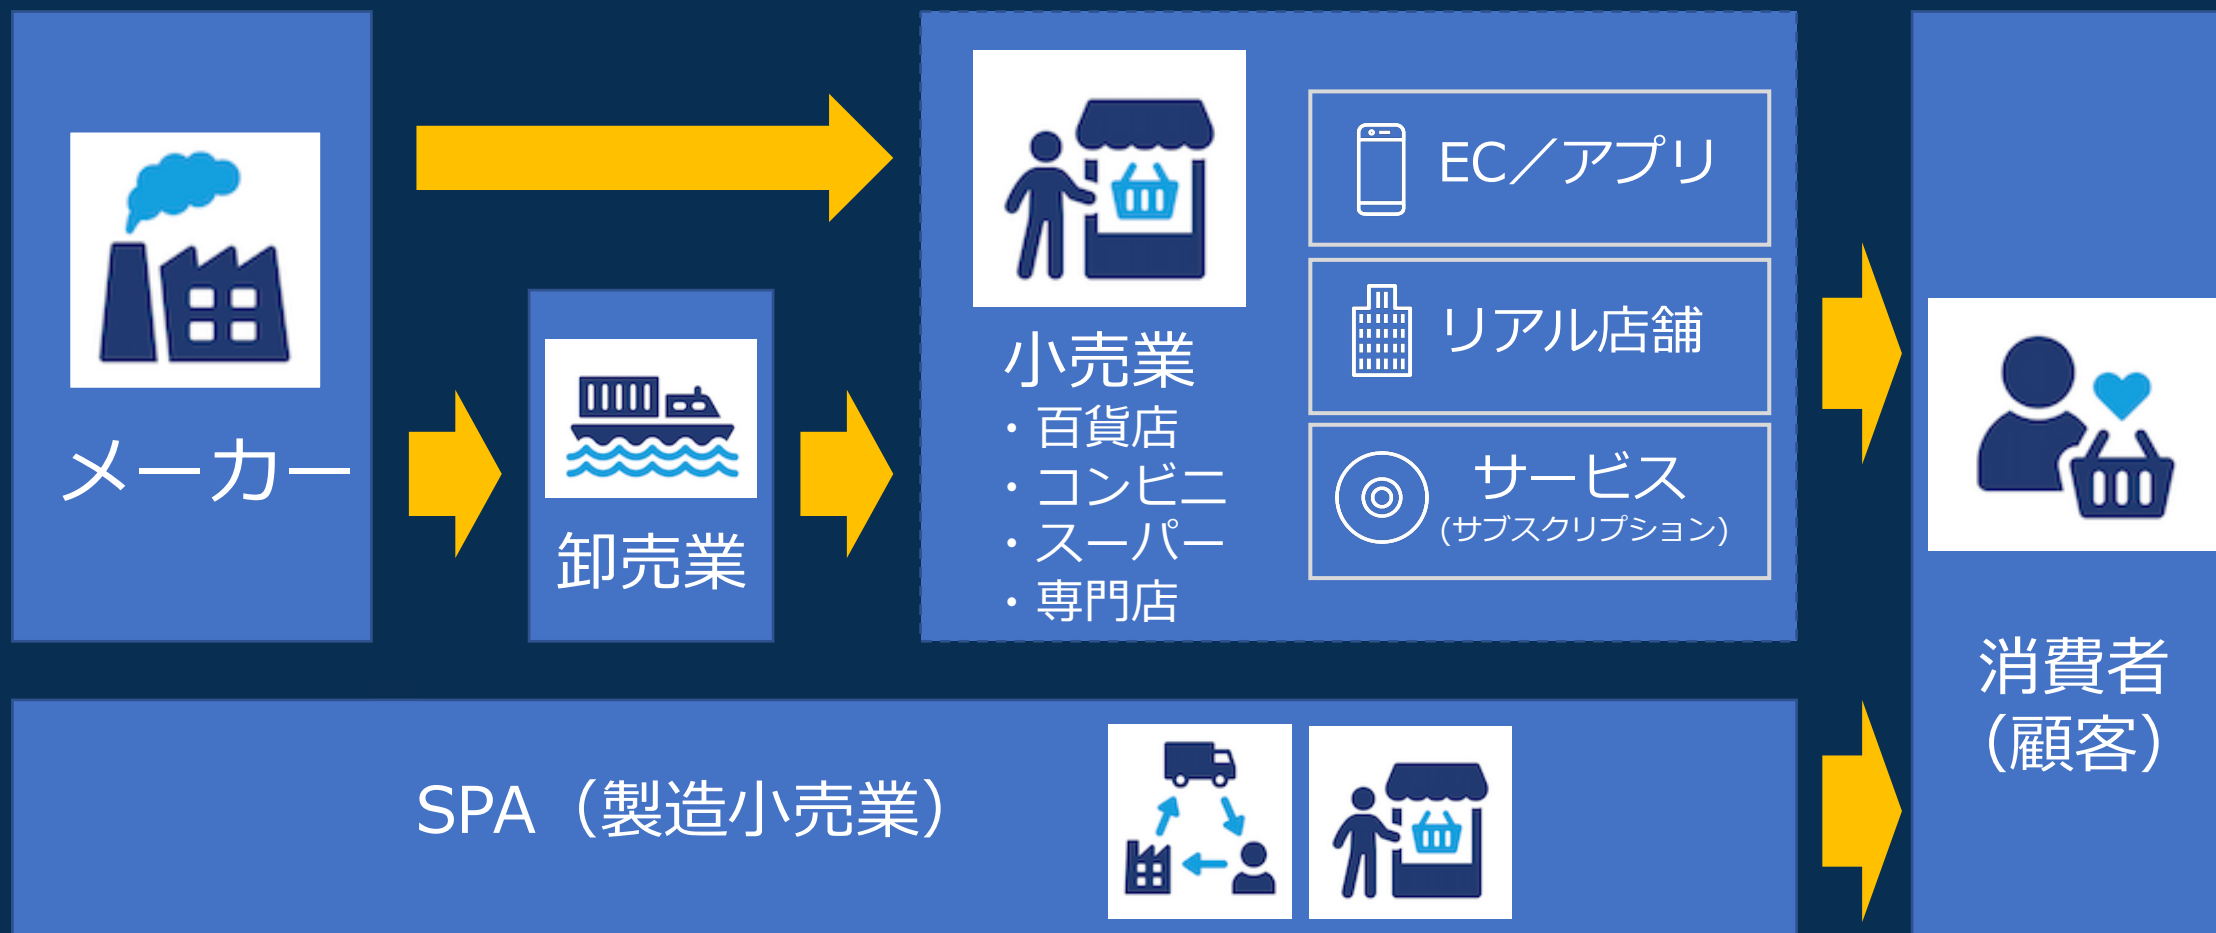 メーカー
卸売業
小売業
・百貨店
・コンビニ
・スーパー
・専門店
EC／アプリ
リアル店舗
サービス
(サブスクリプション)
消費者
（顧客）
SPA（製造小売業）